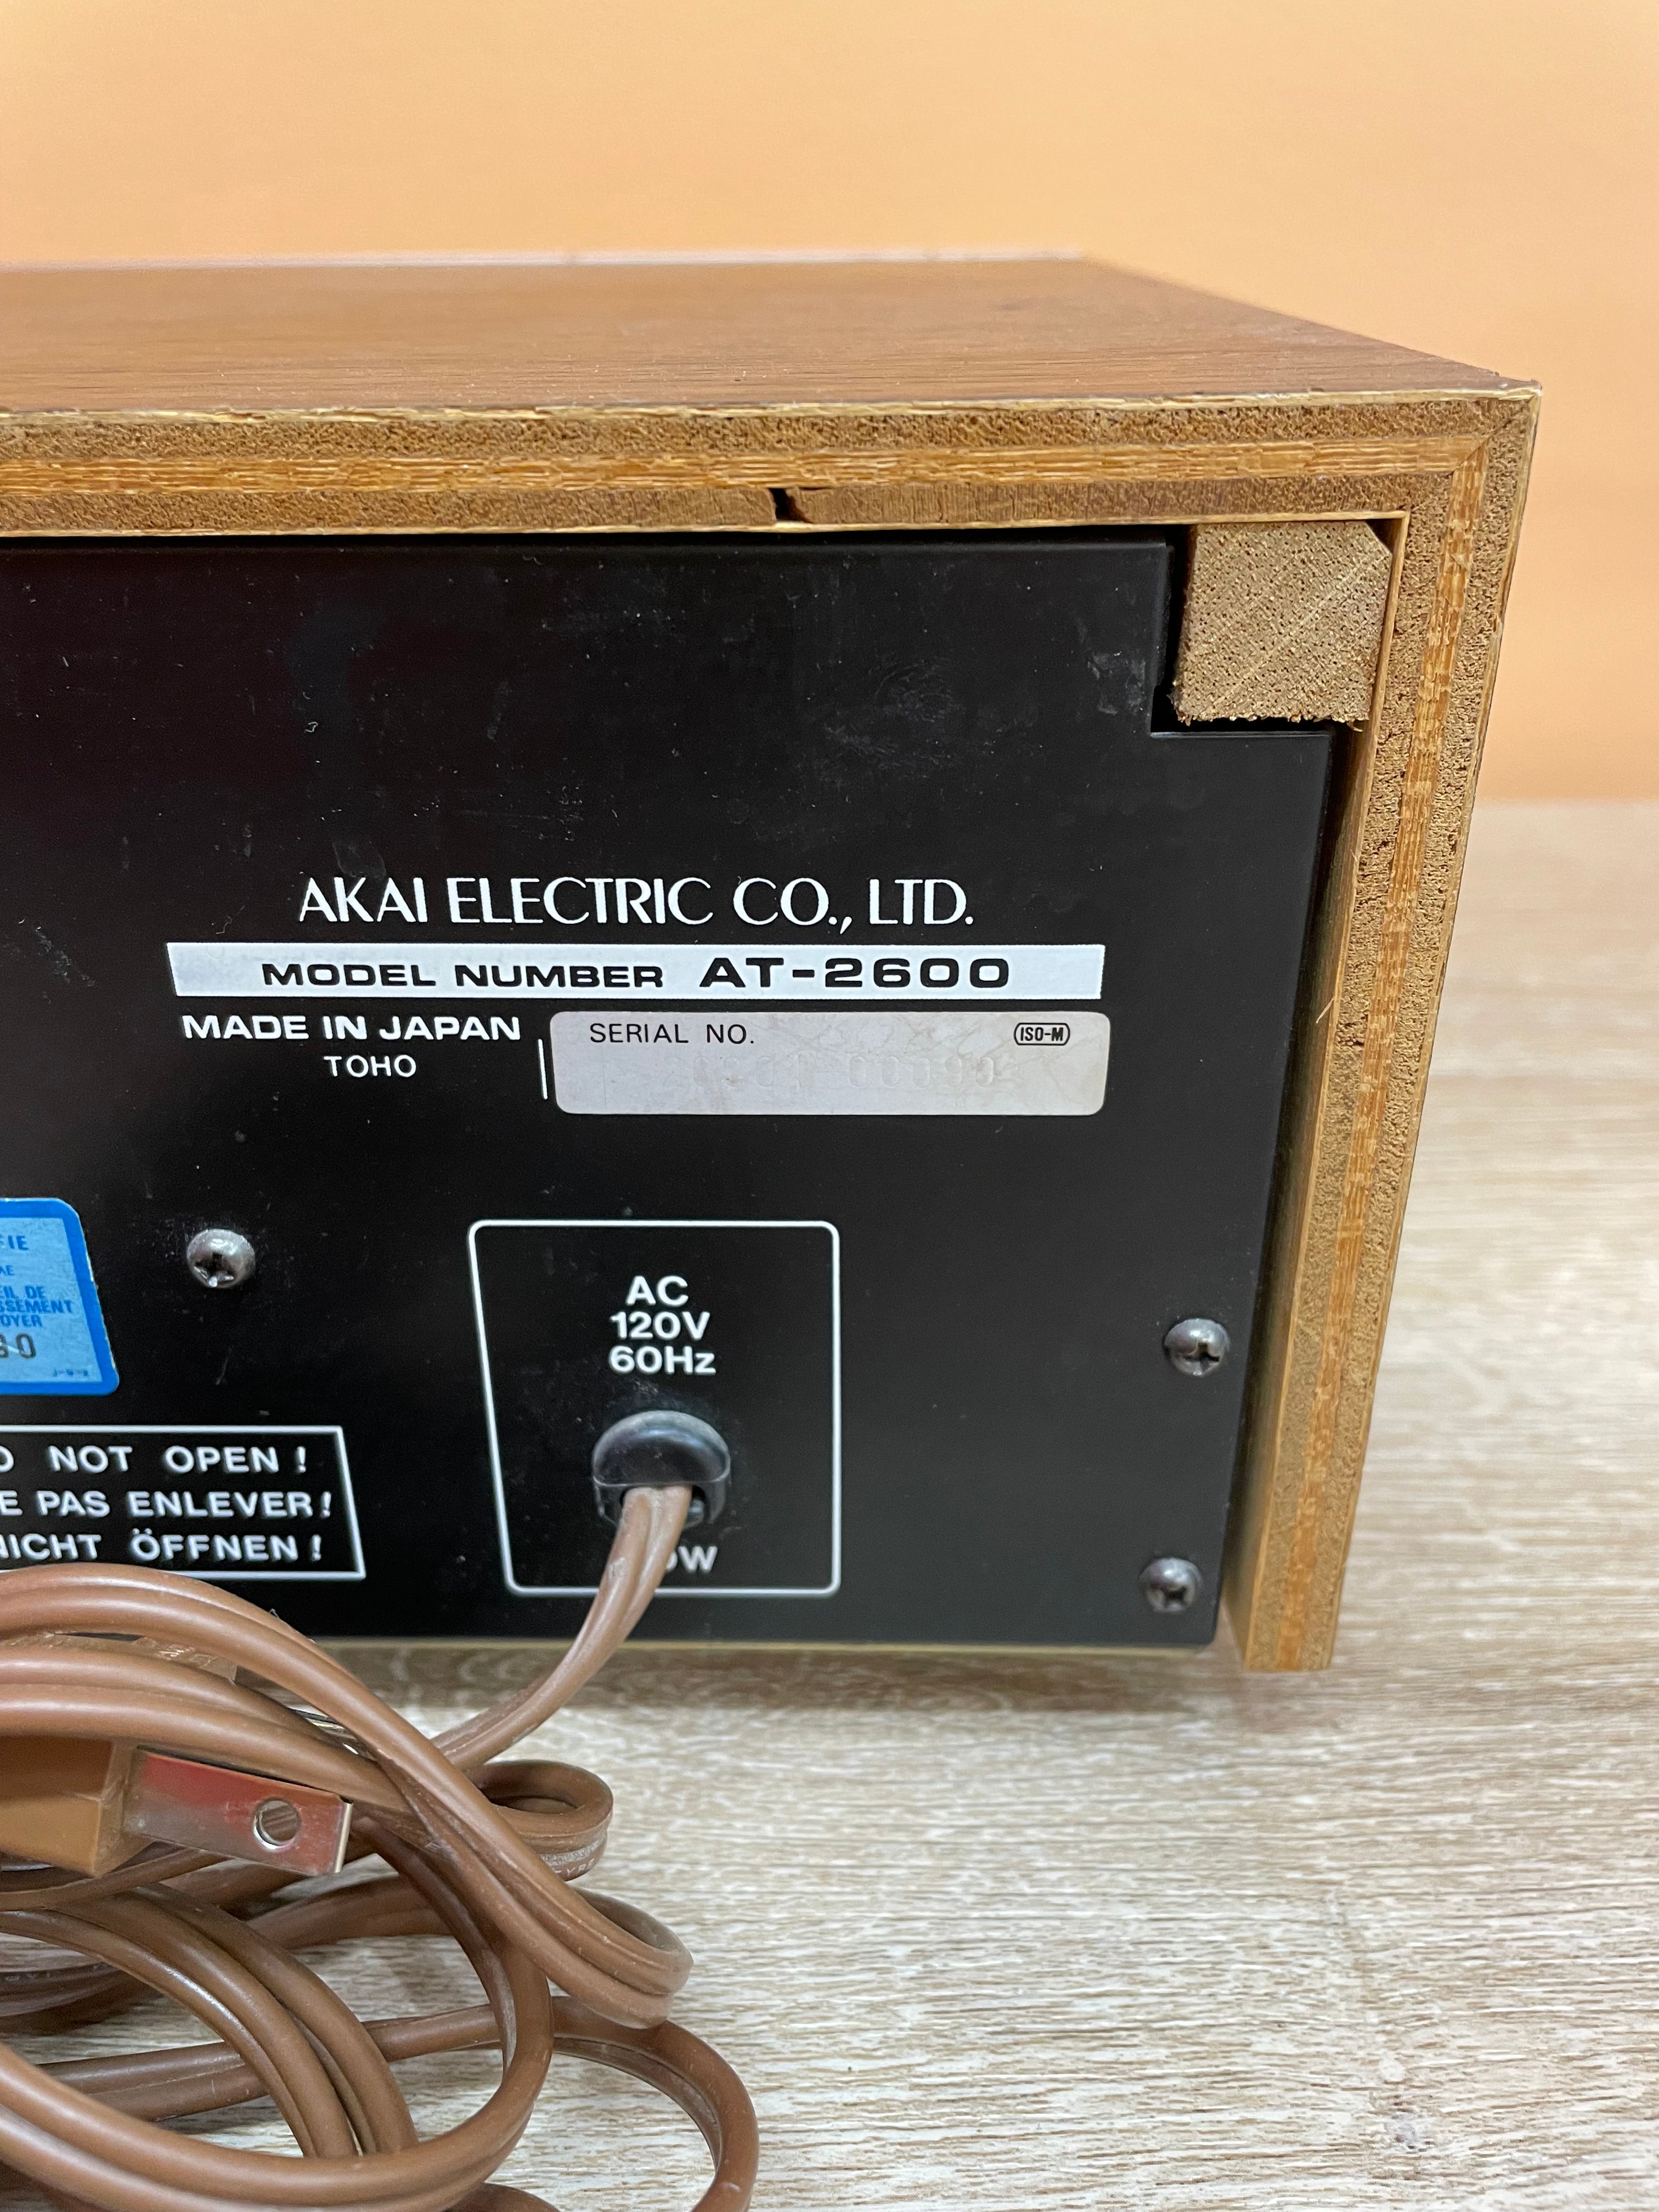 AKAI ELECTRIC CO., LTD.
MODEL NUMBER AT-2600
MADE IN JAPAN
TOHO
SERIAL NO. ISO-M
AC
120V
60Hz
W
NOT OPEN !
PAS ENLEVER!
ÖFFNEN !
DE